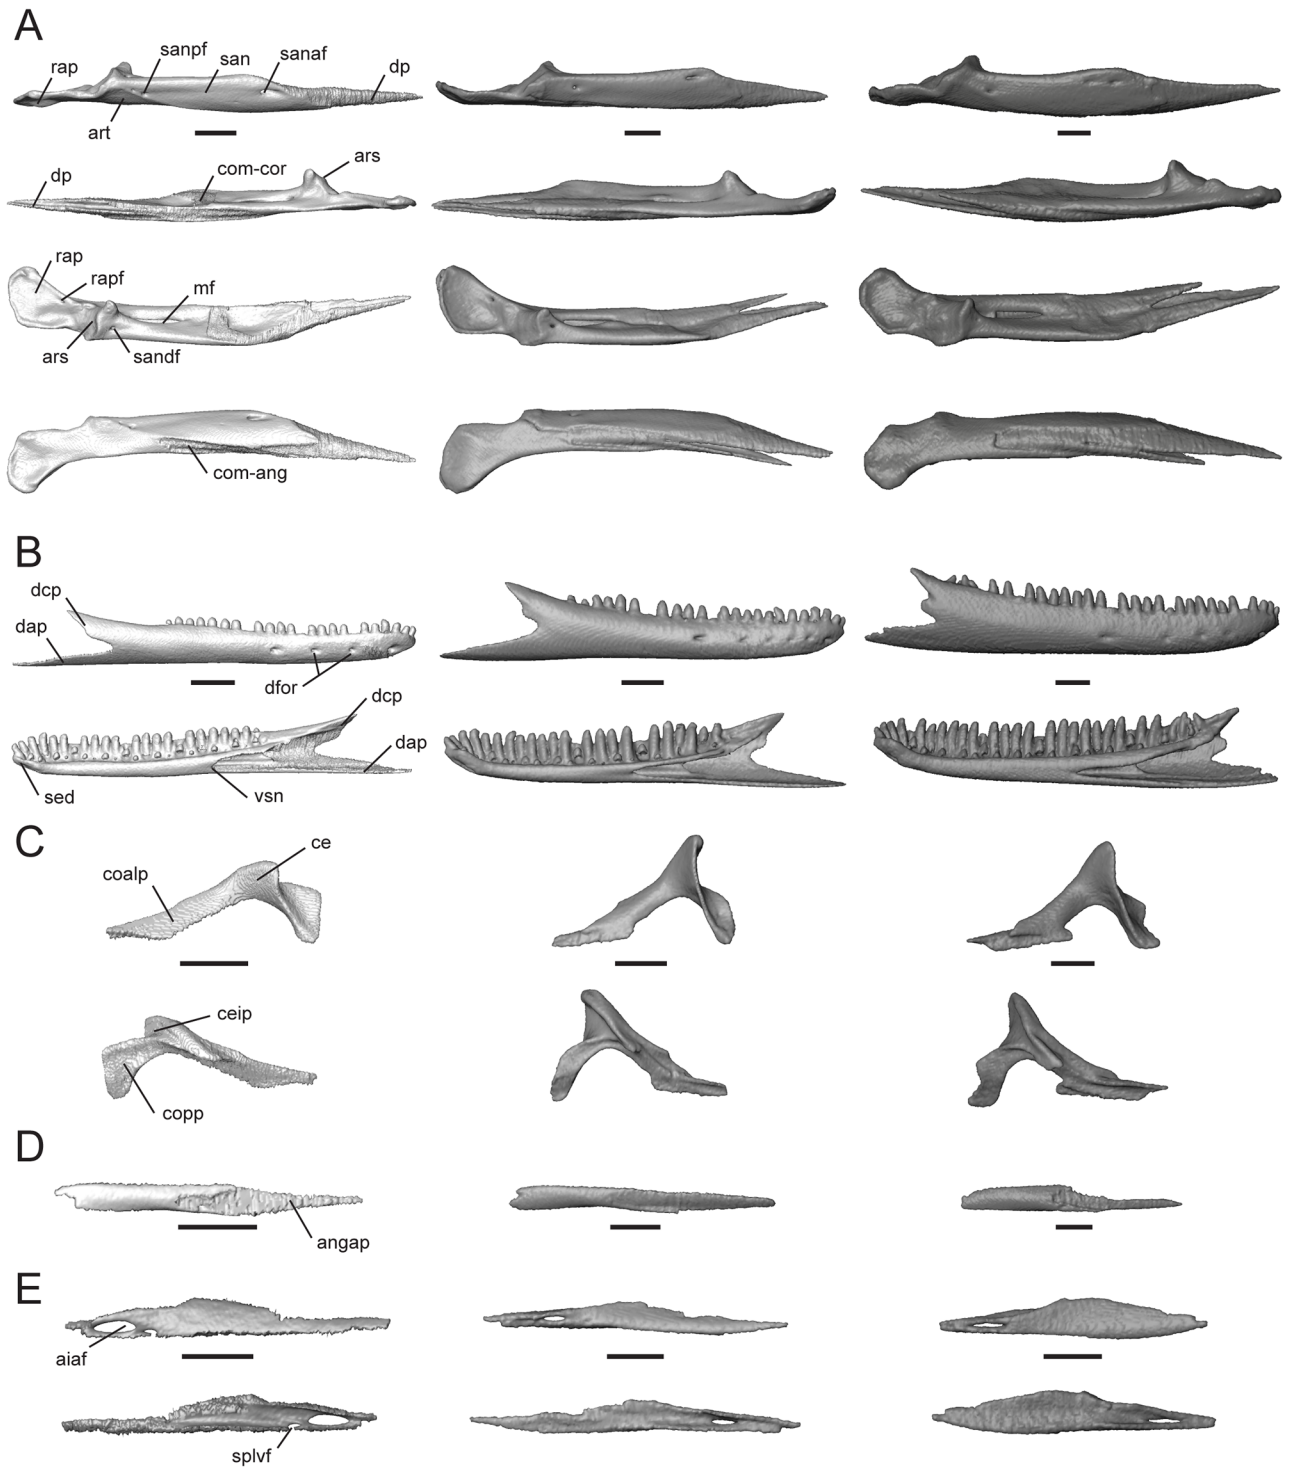 A
rap
sanpf
san
sanaf
dp
art
dp
com-cor
ars
rap
rapf
mf
ars
sandf
com-ang
B
dcp
dap
dfor
dcp
dap
sed
vsn
C
coalp
ce
ceip
copp
D
angap
E
aiaf
splvf